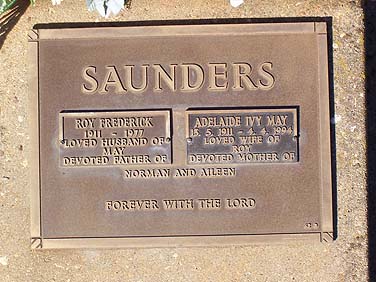 SAUNDERS
ROY FREDERICK
1911 - 1977
LOVED HUSBAND OF
MAY
DEVOTED FATHER OF
ADELAIDE IVY MAY
15. 5. 1911 - 4. 4. 1994
LOVED WIFE OF
ROY
DEVOTED MOTHER OF
NORMAN AND AILEEN
FOREVER WITH THE LORD